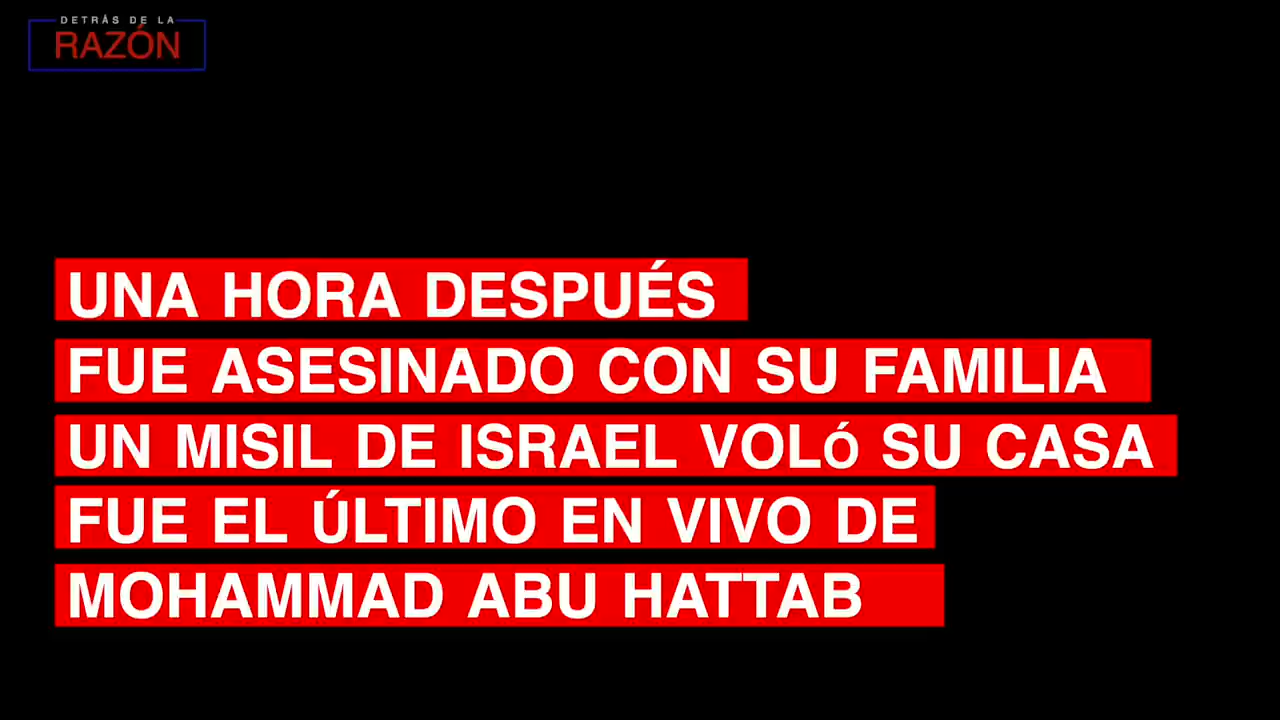 DETRÁS DE LA
RAZÓN
UNA HORA DESPUÉS
FUE ASESINADO CON SU FAMILIA
UN MISIL DE ISRAEL VOLÓ SU CASA
FUE EL ÚLTIMO EN VIVO DE
MOHAMMAD ABU HATTAB